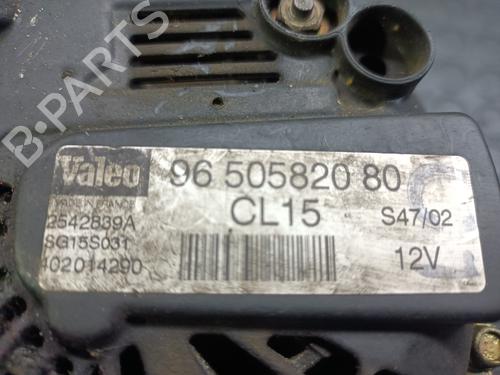 B-PARTS
Valeo
96 505820 80
MADE IN FRANCE
2542839A
CL15
S47/02
SG15S031
402014290
12V